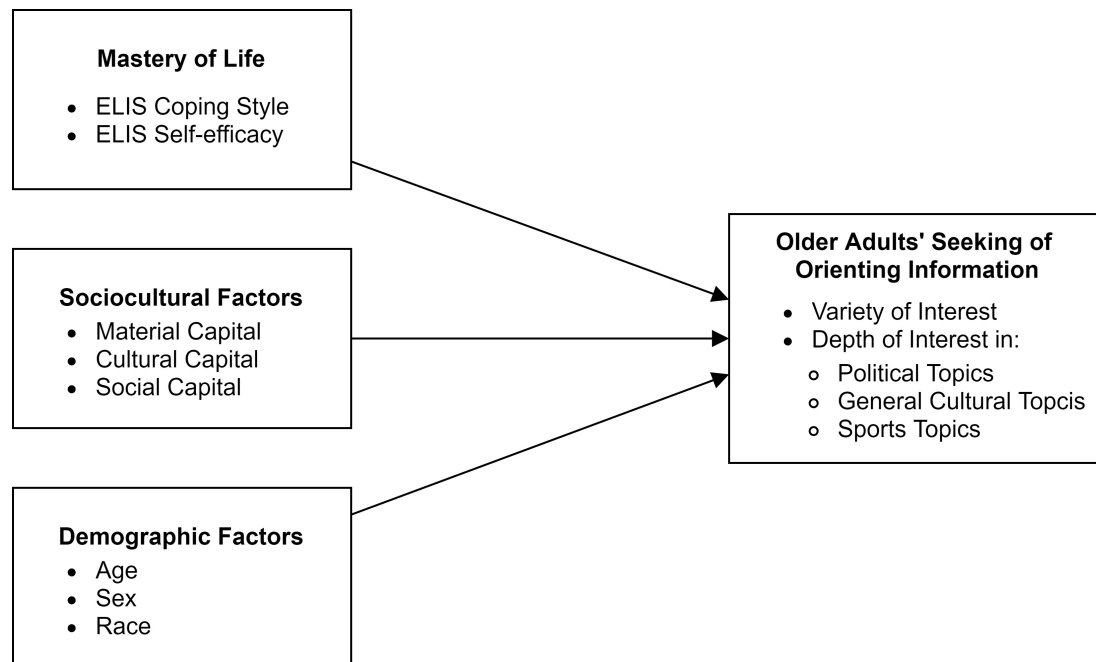 Mastery of Life
ELIS Coping Style
ELIS Self-efficacy
Sociocultural Factors
Material Capital
Cultural Capital
Social Capital
Demographic Factors
Age
Sex
Race
Older Adults' Seeking of
Orienting Information
Variety of Interest
Depth of Interest in:
Political Topics
General Cultural Topcis
Sports Topics